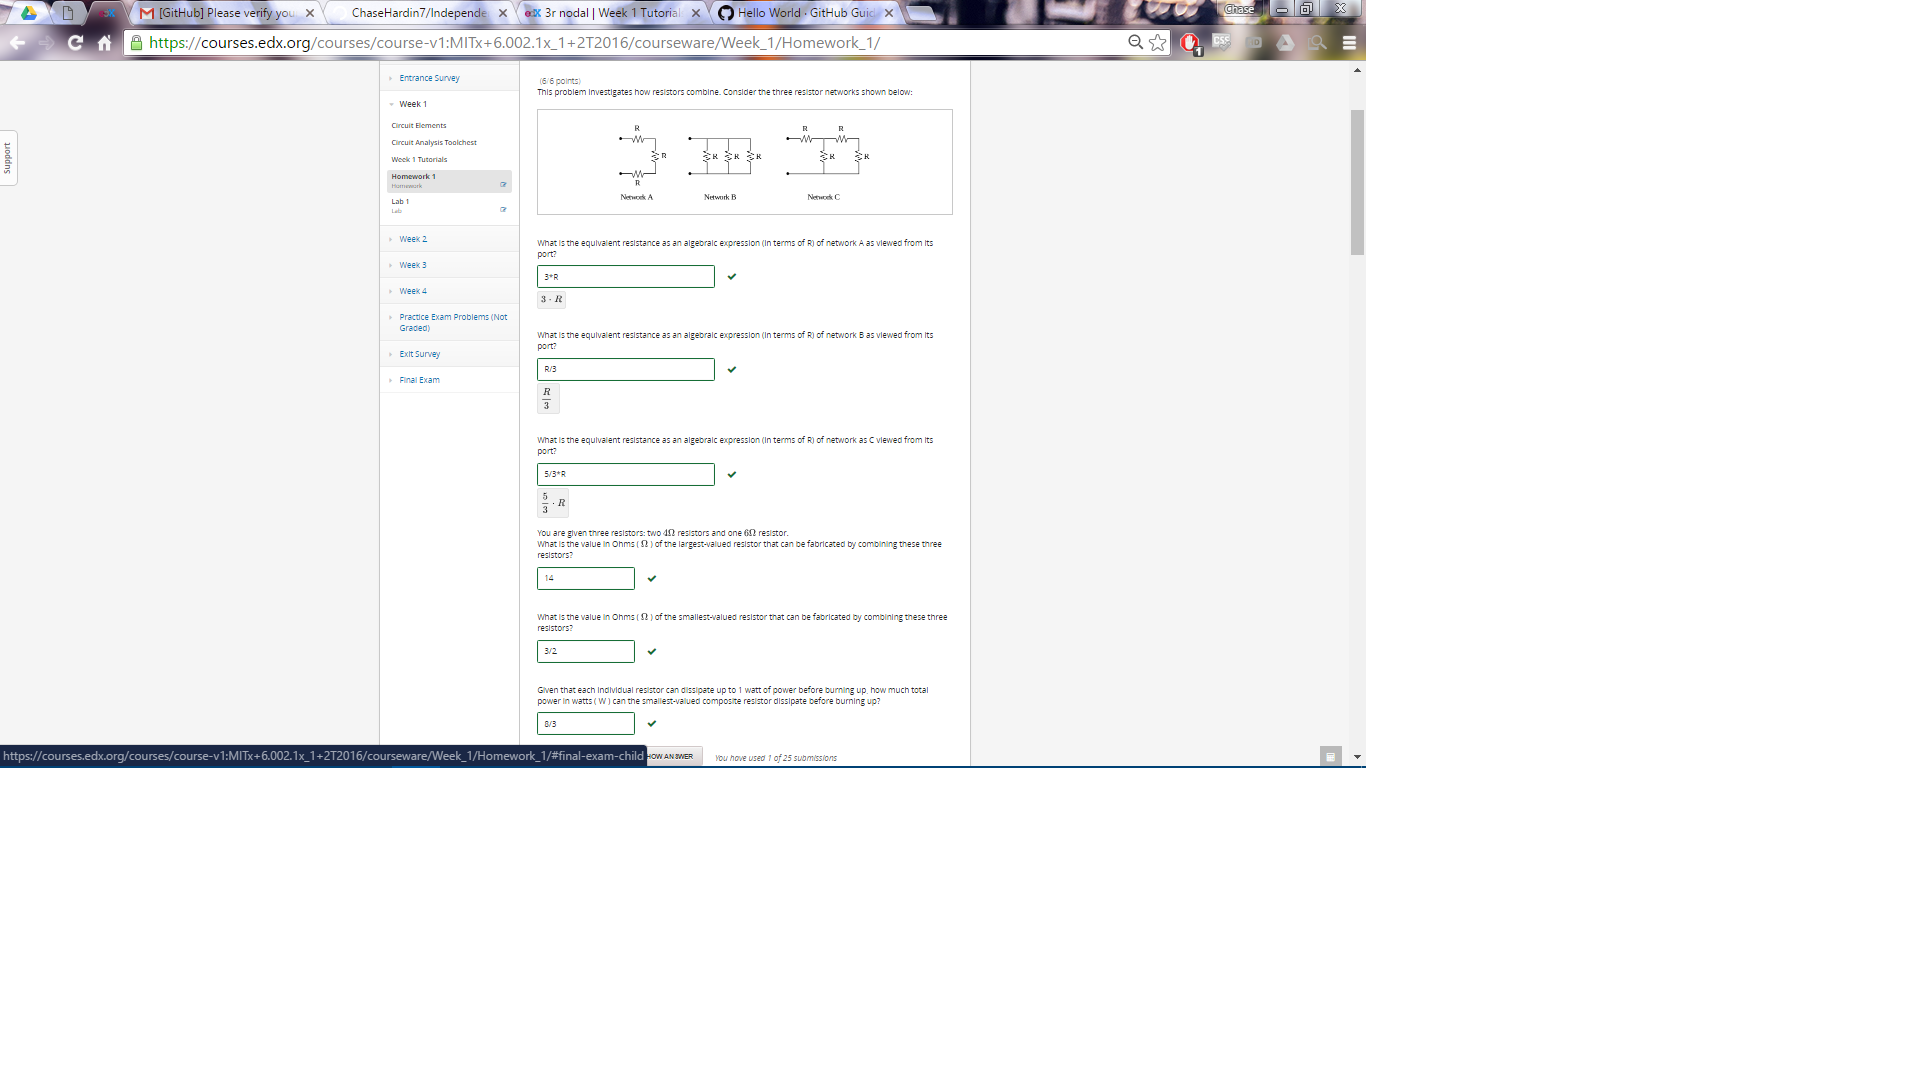 Chase
[GitHub] Please verify you
ChaseHardin7/Independe
3r nodal | Week 1 Tutorial
Hello World · GitHub Guid
https://courses.edx.org/courses/course-v1:MITx+6.002.1x_1+2T2016/courseware/Week_1/Homework_1/
1
CSS
Support
Entrance Survey
Week 1
Circuit Elements
Circuit Analysis Toolchest
Week 1 Tutorials
Homework 1
Homework
Lab 1
Lab
Week 2
Week 3
Week 4
Practice Exam Problems (Not
Graded)
Exit Survey
Final Exam
(6/6 points)
This problem investigates how resistors combine. Consider the three resistor networks shown below:
R R R
R R R R R R
R
Network A Network B Network C
What is the equivalent resistance as an algebraic expression (in terms of R) of network A as viewed from its
port?
3*R
3 · R
What is the equivalent resistance as an algebraic expression (in terms of R) of network B as viewed from its
port?
R/3
R
3
What is the equivalent resistance as an algebraic expression (in terms of R) of network as C viewed from its
port?
5/3*R
5
3 · R
You are given three resistors: two 4Ω resistors and one 6Ω resistor.
What is the value in Ohms ( Ω ) of the largest-valued resistor that can be fabricated by combining these three
resistors?
14
What is the value in Ohms ( Ω ) of the smallest-valued resistor that can be fabricated by combining these three
resistors?
3/2
Given that each individual resistor can dissipate up to 1 watt of power before burning up, how much total
power in watts ( W ) can the smallest-valued composite resistor dissipate before burning up?
8/3
https://courses.edx.org/courses/course-v1:MITx+6.002.1x_1+2T2016/courseware/Week_1/Homework_1/#final-exam-child
HOW ANSWER
You have used 1 of 25 submissions